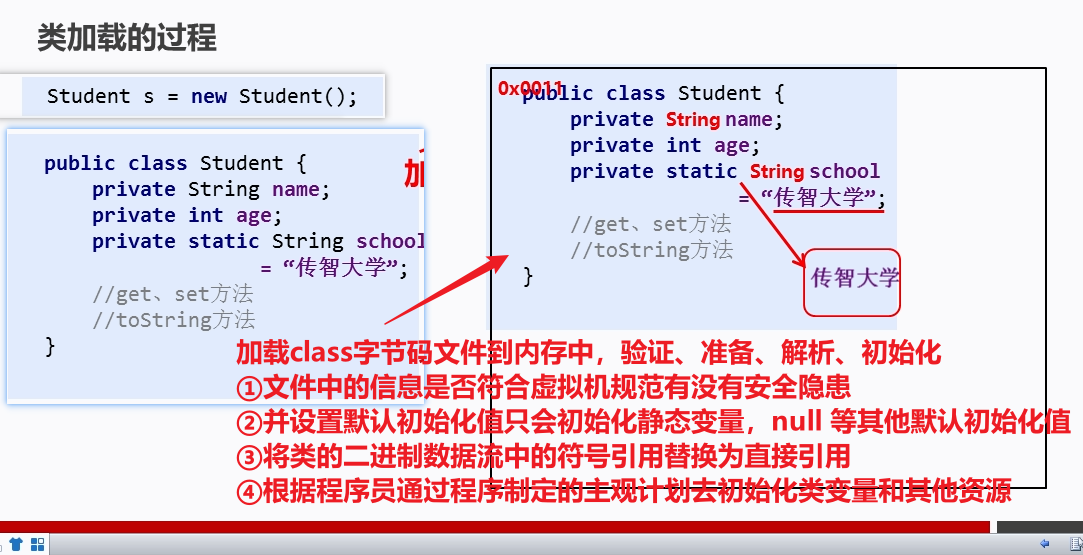 类加载的过程
Student s = new Student();
public class Student {
private String name;
private int age;
private static String school
= “传智大学”;
//get、set方法
//toString方法
}
0x0011
public class Student {
private String name;
private int age;
private static String school
= “传智大学”;
//get、set方法
//toString方法
}
传智大学
加载class字节码文件到内存中，验证、准备、解析、初始化
①文件中的信息是否符合虚拟机规范有没有安全隐患
②并设置默认初始化值只会初始化静态变量，null 等其他默认初始化值
③将类的二进制数据流中的符号引用替换为直接引用
④根据程序员通过程序制定的主观计划去初始化类变量和其他资源